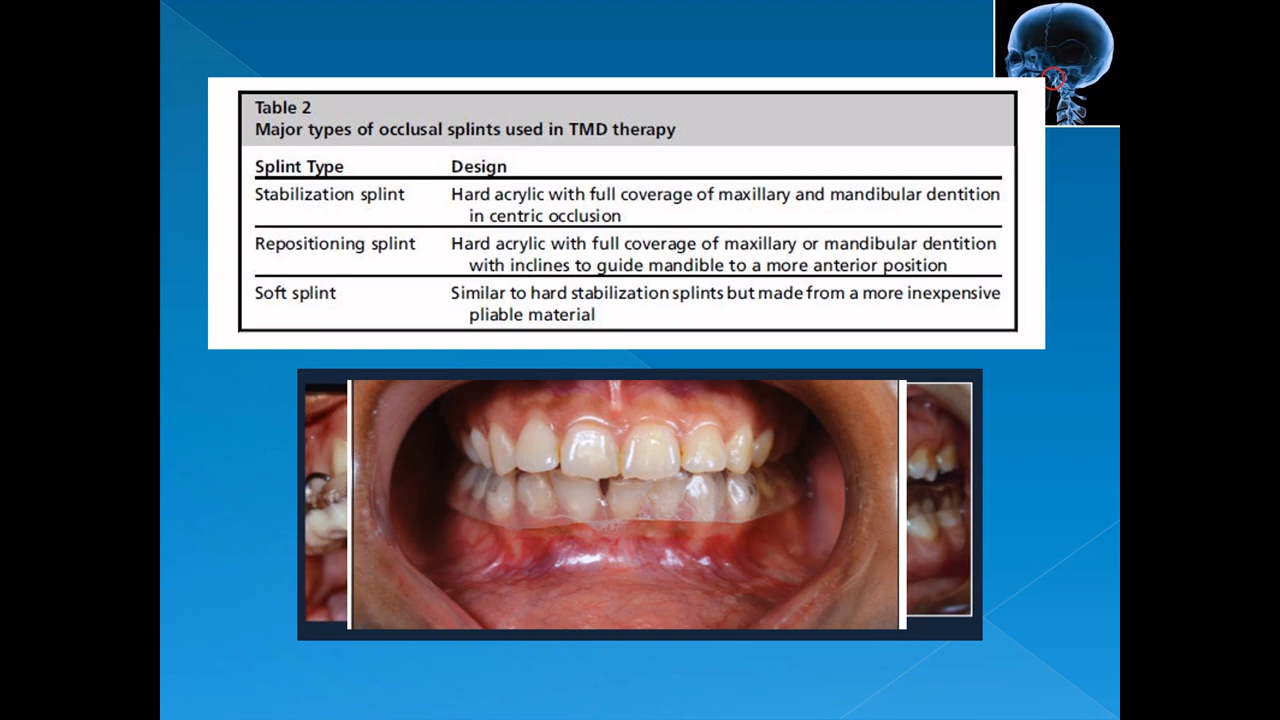 Table 2
Major types of occlusal splints used in TMD therapy
Splint Type Design
Stabilization splint Hard acrylic with full coverage of maxillary and mandibular dentition
in centric occlusion
Repositioning splint Hard acrylic with full coverage of maxillary or mandibular dentition
with inclines to guide mandible to a more anterior position
Soft splint Similar to hard stabilization splints but made from a more inexpensive
pliable material